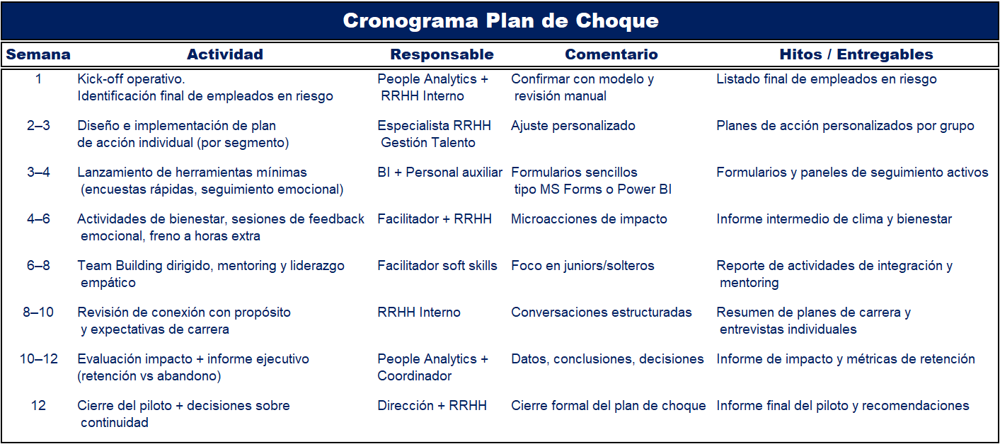 Cronograma Plan de Choque
Semana Actividad Responsable Comentario Hitos / Entregables
1 Kick-off operativo. People Analytics + Confirmar con modelo y Listado final de empleados en riesgo
Identificación final de empleados en riesgo RRHH Interno revisión manual
2–3 Diseño e implementación de plan Especialista RRHH Ajuste personalizado Planes de acción personalizados por grupo
de acción individual (por segmento) Gestión Talento
3–4 Lanzamiento de herramientas mínimas BI + Personal auxiliar Formularios sencillos Formularios y paneles de seguimiento activos
(encuestas rápidas, seguimiento emocional) tipo MS Forms o Power BI
4–6 Actividades de bienestar, sesiones de feedback Facilitador + RRHH Microacciones de impacto Informe intermedio de clima y bienestar
emocional, freno a horas extra
6–8 Team Building dirigido, mentoring y liderazgo Facilitador soft skills Foco en juniors/solteros Reporte de actividades de integración y
empático mentoring
8–10 Revisión de conexión con propósito RRHH Interno Conversaciones estructuradas Resumen de planes de carrera y
y expectativas de carrera entrevistas individuales
10–12 Evaluación impacto + informe ejecutivo People Analytics + Datos, conclusiones, decisiones Informe de impacto y métricas de retención
(retención vs abandono) Coordinador
12 Cierre del piloto + decisiones sobre Dirección + RRHH Cierre formal del plan de choque Informe final del piloto y recomendaciones
continuidad